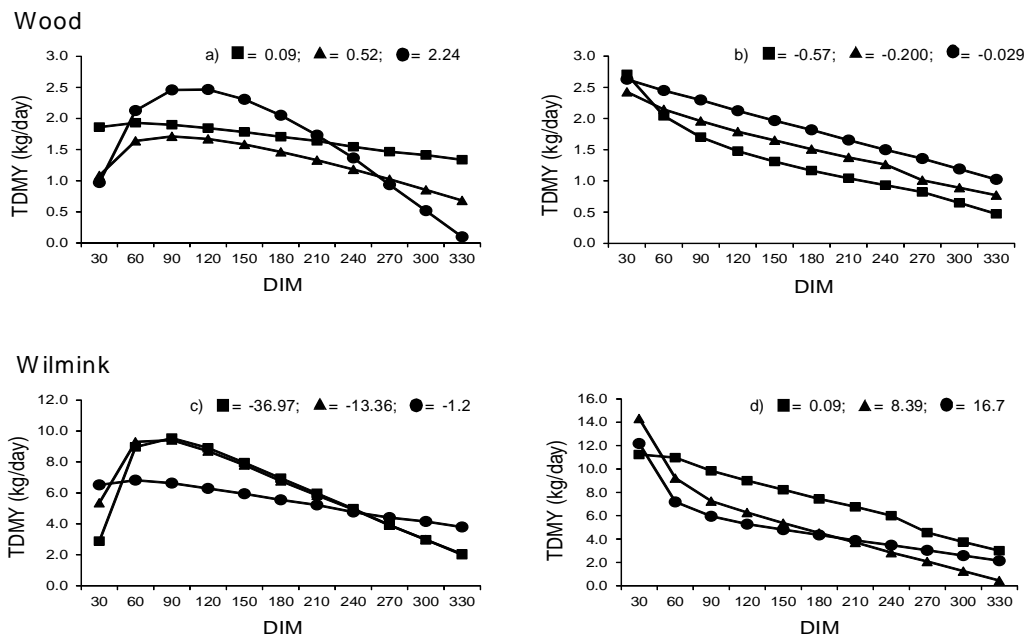 Wood
a) ■= 0.09; ▲= 0.52; ●= 2.24
TDMY (kg/day)
3.0
2.5
2.0
1.5
1.0
0.5
0.0
30 60 90 120 150 180 210 240 270 300 330
DIM
b) ■= -0.57; ▲= -0.200; ●= -0.029
TDMY (kg/day)
3.0
2.5
2.0
1.5
1.0
0.5
0.0
30 60 90 120 150 180 210 240 270 300 330
DIM
Wilmink
c) ■= -36.97; ▲= -13.36; ●= -1.2
TDMY (kg/day)
12.0
10.0
8.0
6.0
4.0
2.0
0.0
30 60 90 120 150 180 210 240 270 300 330
DIM
d) ■= 0.09; ▲= 8.39; ●= 16.7
TDMY (kg/day)
16.0
14.0
12.0
10.0
8.0
6.0
4.0
2.0
0.0
30 60 90 120 150 180 210 240 270 300 330
DIM